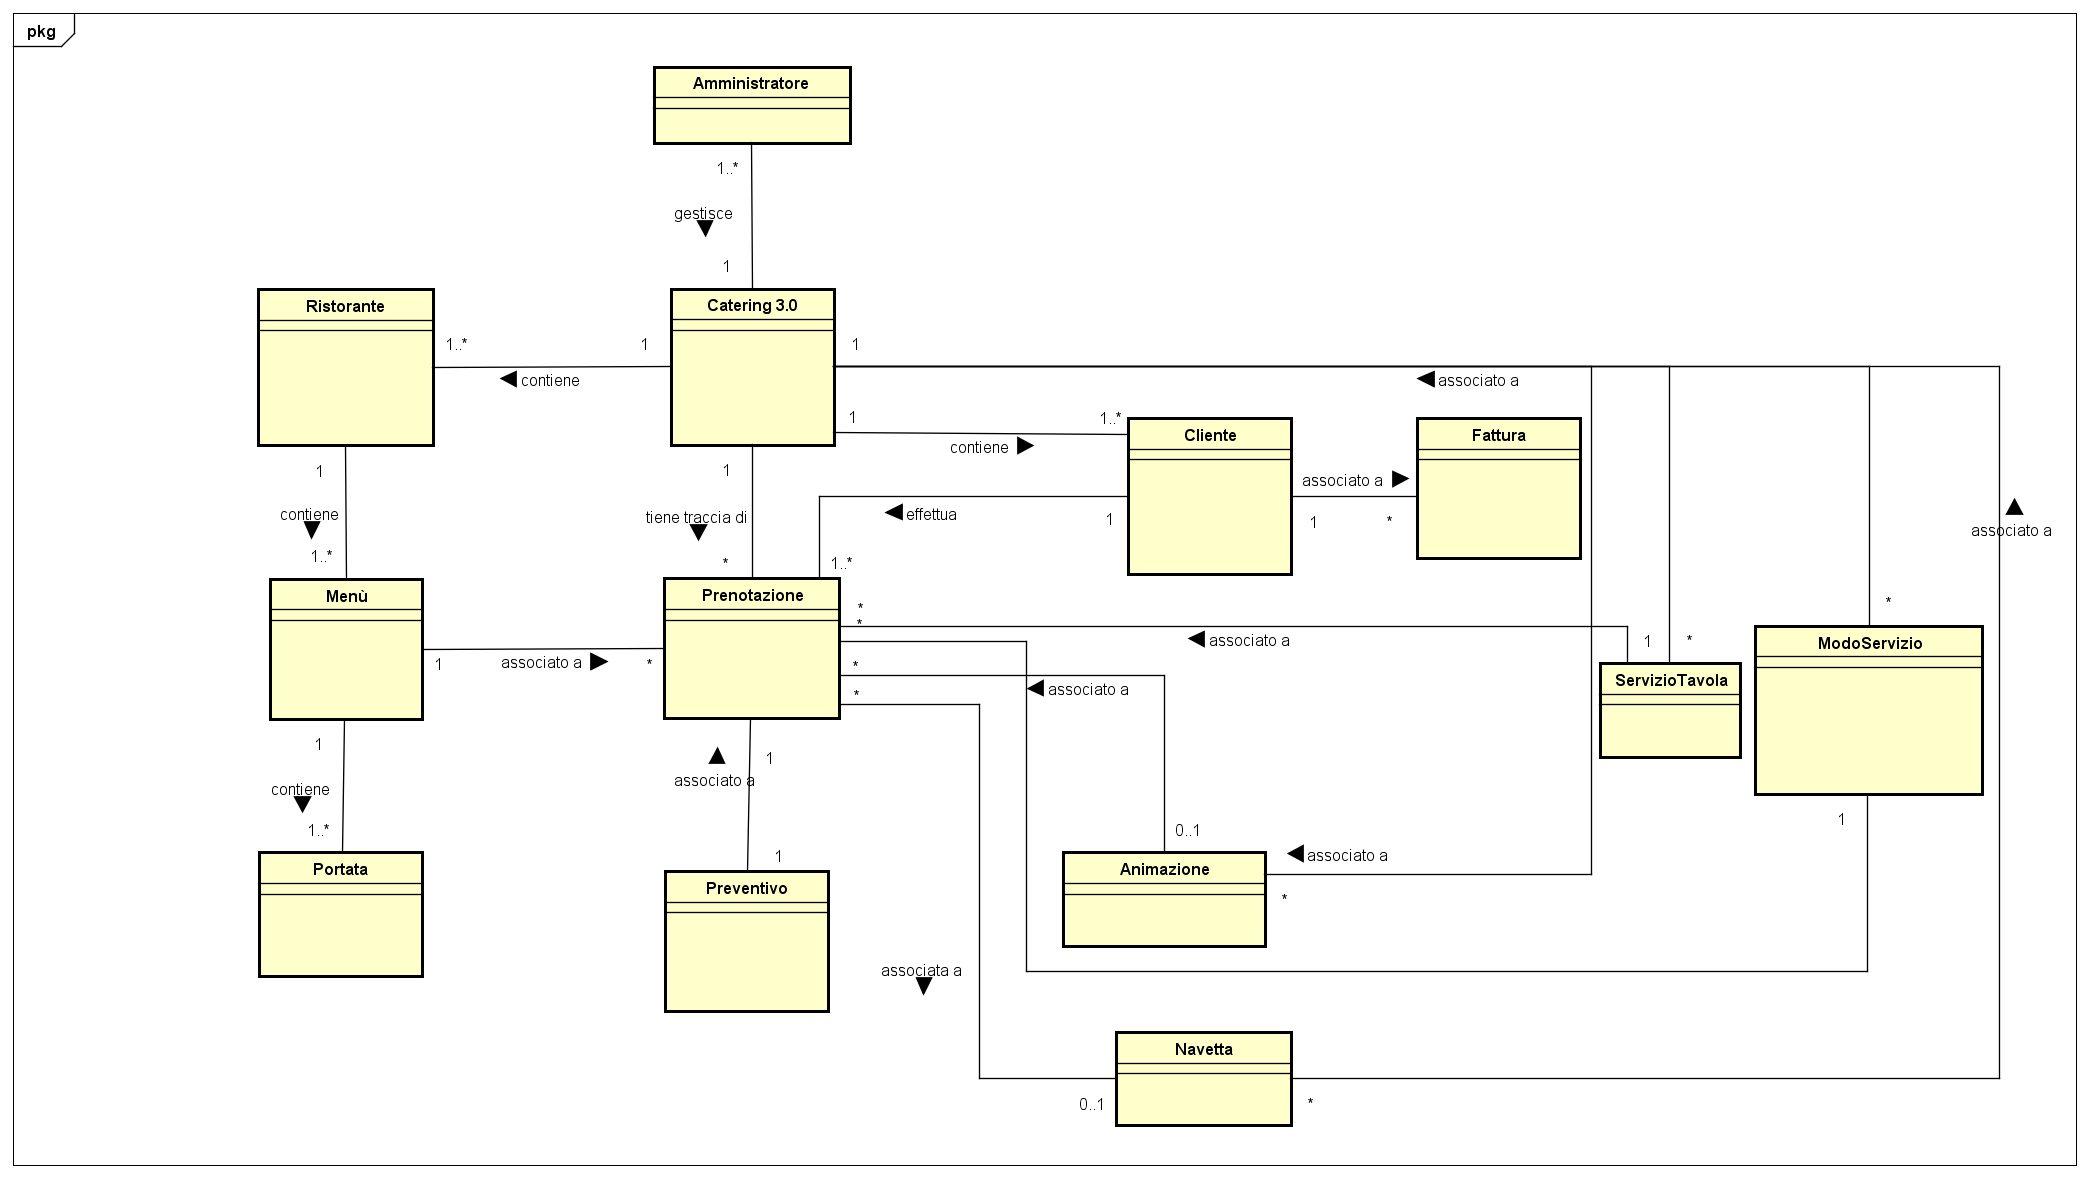 pkg
Amministratore
1..*
gestisce
1
Ristorante
Catering 3.0
1..*
1
1
contiene
associato a
1
1..*
contiene
Cliente
Fattura
1
1
associato a
contiene
tiene traccia di
effettua
1
1
*
associato a
1..*
*
1..*
Menù
Prenotazione
*
*
*
associato a
1
*
ModoServizio
1
associato a
*
*
ServizioTavola
associato a
*
1
1
associato a
contiene
1..*
0..1
1
1
associato a
Portata
Preventivo
Animazione
*
associata a
Navetta
0..1
*